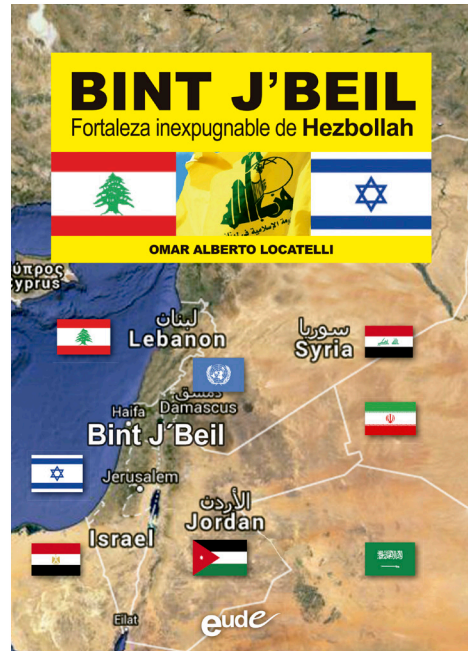 BINT J’BEIL
Fortaleza inexpugnable de Hezbollah
OMAR ALBERTO LOCATELLI
ύπρος
yprus
لبنان
Lebanon
سوريا
Syria
دمشق
Haifa
Damascus
Bint J´Beil
Jerusalem
الأردن
Jordan
Israel
Eilat
eude